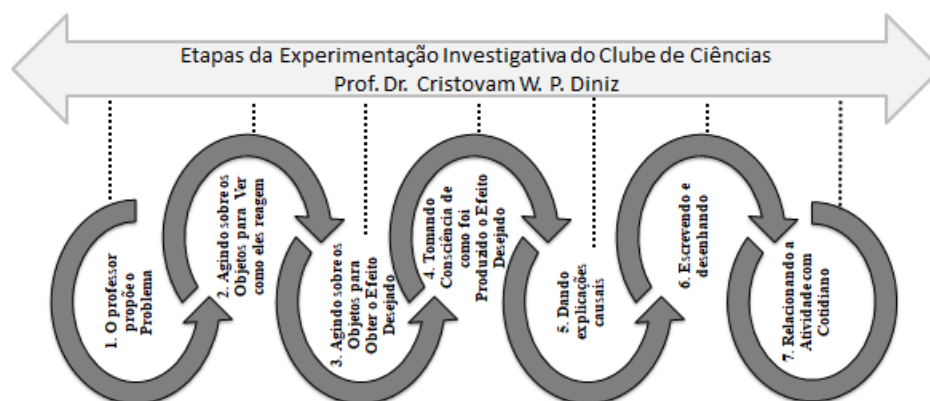 Etapas da Experimentação Investigativa do Clube de Ciências
Prof. Dr. Cristovam W. P. Diniz
1. O professor
propõe o
Problema
2. Agindo sobre os
Objetos para Ver
como eles reagem
3. Agindo sobre os
Objetos para
Obter o Efeito
Desejado
4. Tomando
Consciência de
como foi
Produzido o Efeito
Desejado
5. Dando
explicações
causais
6. Escrevendo e
desenhando
7. Relacionando a
Atividade com
Cotidiano